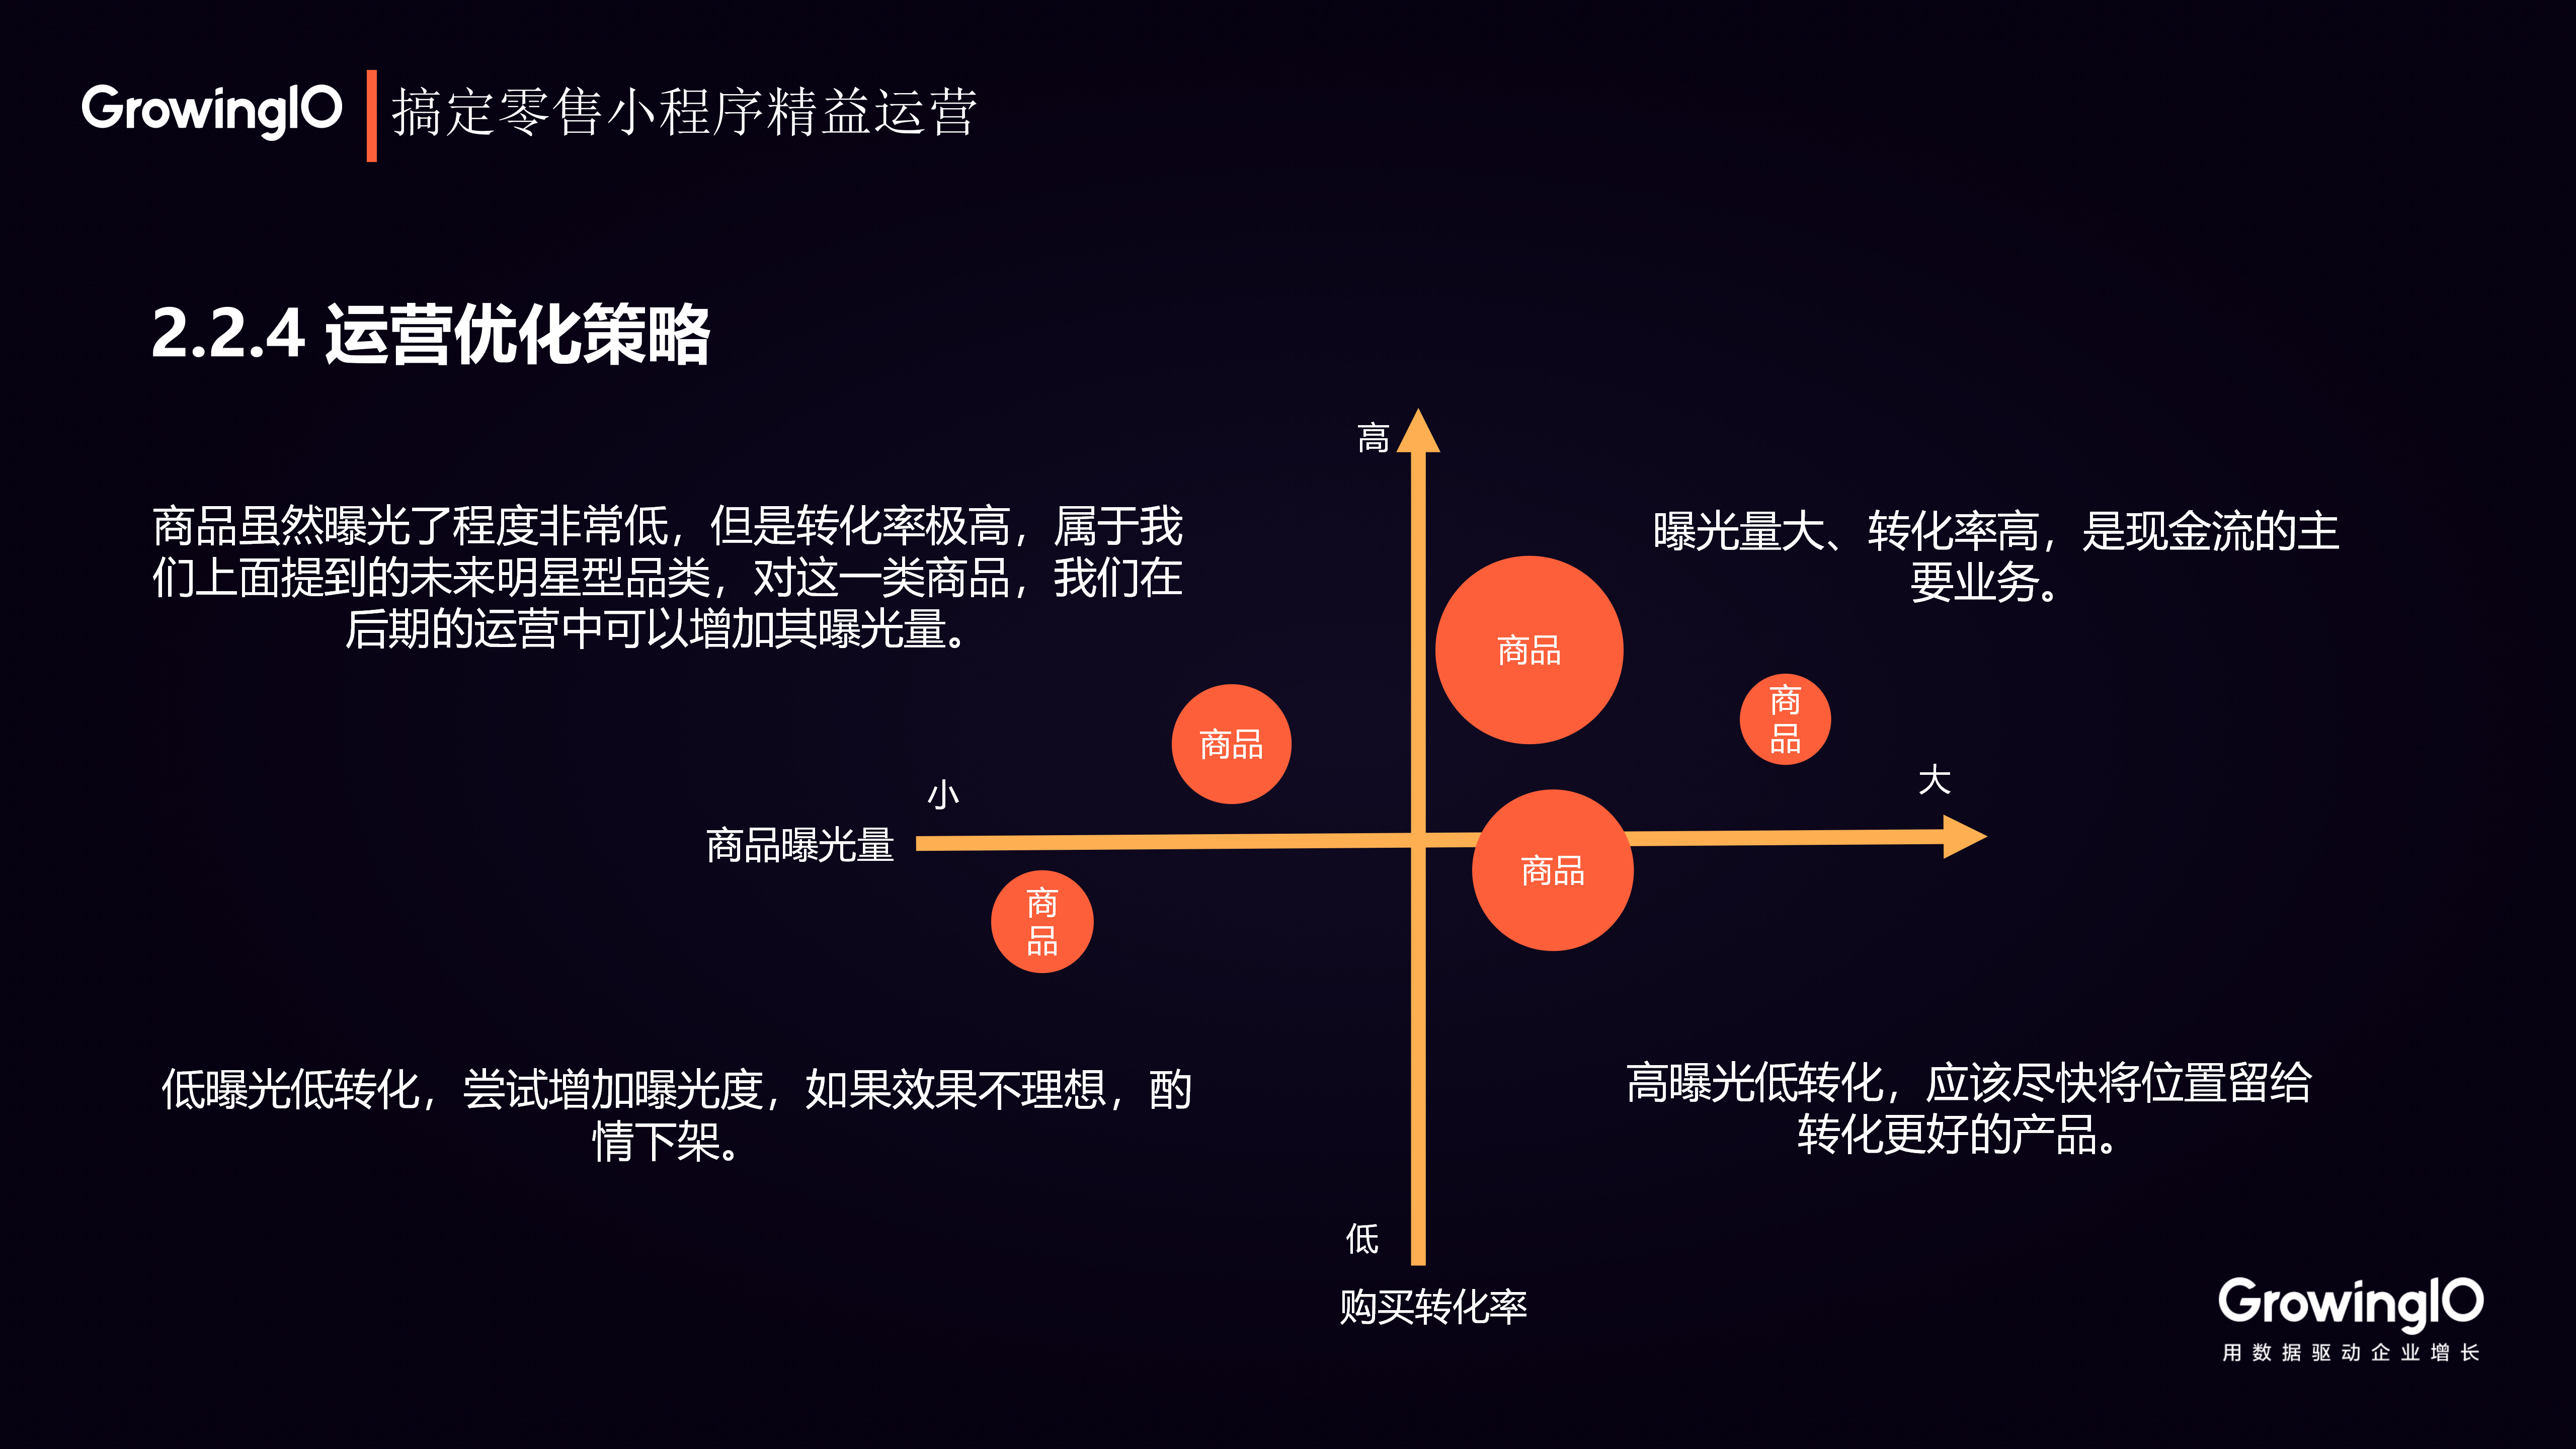 GrowingIO 搞定零售小程序精益运营
2.2.4 运营优化策略
商品虽然曝光了程度非常低，但是转化率极高，属于我
们上面提到的未来明星型品类，对这一类商品，我们在
后期的运营中可以增加其曝光量。
高
曝光量大、转化率高，是现金流的主
要业务。
商品
商
品
商品
小
大
商品曝光量
商品
商
品
低曝光低转化，尝试增加曝光度，如果效果不理想，酌
情下架。
高曝光低转化，应该尽快将位置留给
转化更好的产品。
低
购买转化率
GrowingIO
用数据驱动企业增长